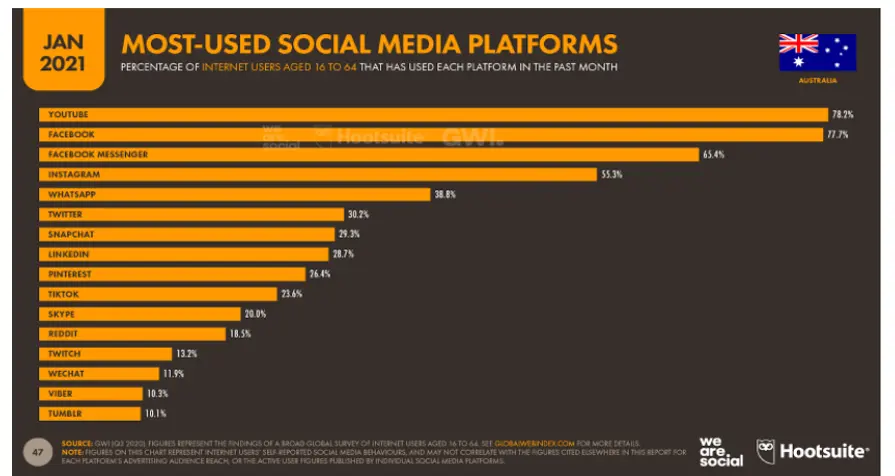 JAN
2021
MOST-USED SOCIAL MEDIA PLATFORMS
PERCENTAGE OF INTERNET USERS AGED 16 TO 64 THAT HAS USED EACH PLATFORM IN THE PAST MONTH
AUSTRALIA
YOUTUBE 78.2%
FACEBOOK 77.7%
we are social Hootsuite GWI.
FACEBOOK MESSENGER 65.4%
INSTAGRAM 55.3%
WHATSAPP 38.8%
TWITTER 30.2%
SNAPCHAT 29.3%
LINKEDIN 28.7%
PINTEREST 26.4%
TIKTOK 23.6%
SKYPE 20.0%
REDDIT 18.5%
TWITCH 13.2%
WECHAT 11.9%
VIBER 10.3%
TUMBLR 10.1%
47
SOURCE: GWI (Q3 2020). FIGURES REPRESENT THE FINDINGS OF A BROAD GLOBAL SURVEY OF INTERNET USERS AGED 16 TO 64. SEE GLOBALWEBINDEX.COM FOR MORE DETAILS.
NOTE: FIGURES ON THIS CHART REPRESENT INTERNET USERS' SELF-REPORTED SOCIAL MEDIA BEHAVIOURS, AND MAY NOT CORRELATE WITH THE FIGURES CITED ELSEWHERE IN THIS REPORT FOR
EACH PLATFORM'S ADVERTISING AUDIENCE REACH, OR THE ACTIVE USER FIGURES PUBLISHED BY INDIVIDUAL SOCIAL MEDIA PLATFORMS.
we
are
social
Hootsuite